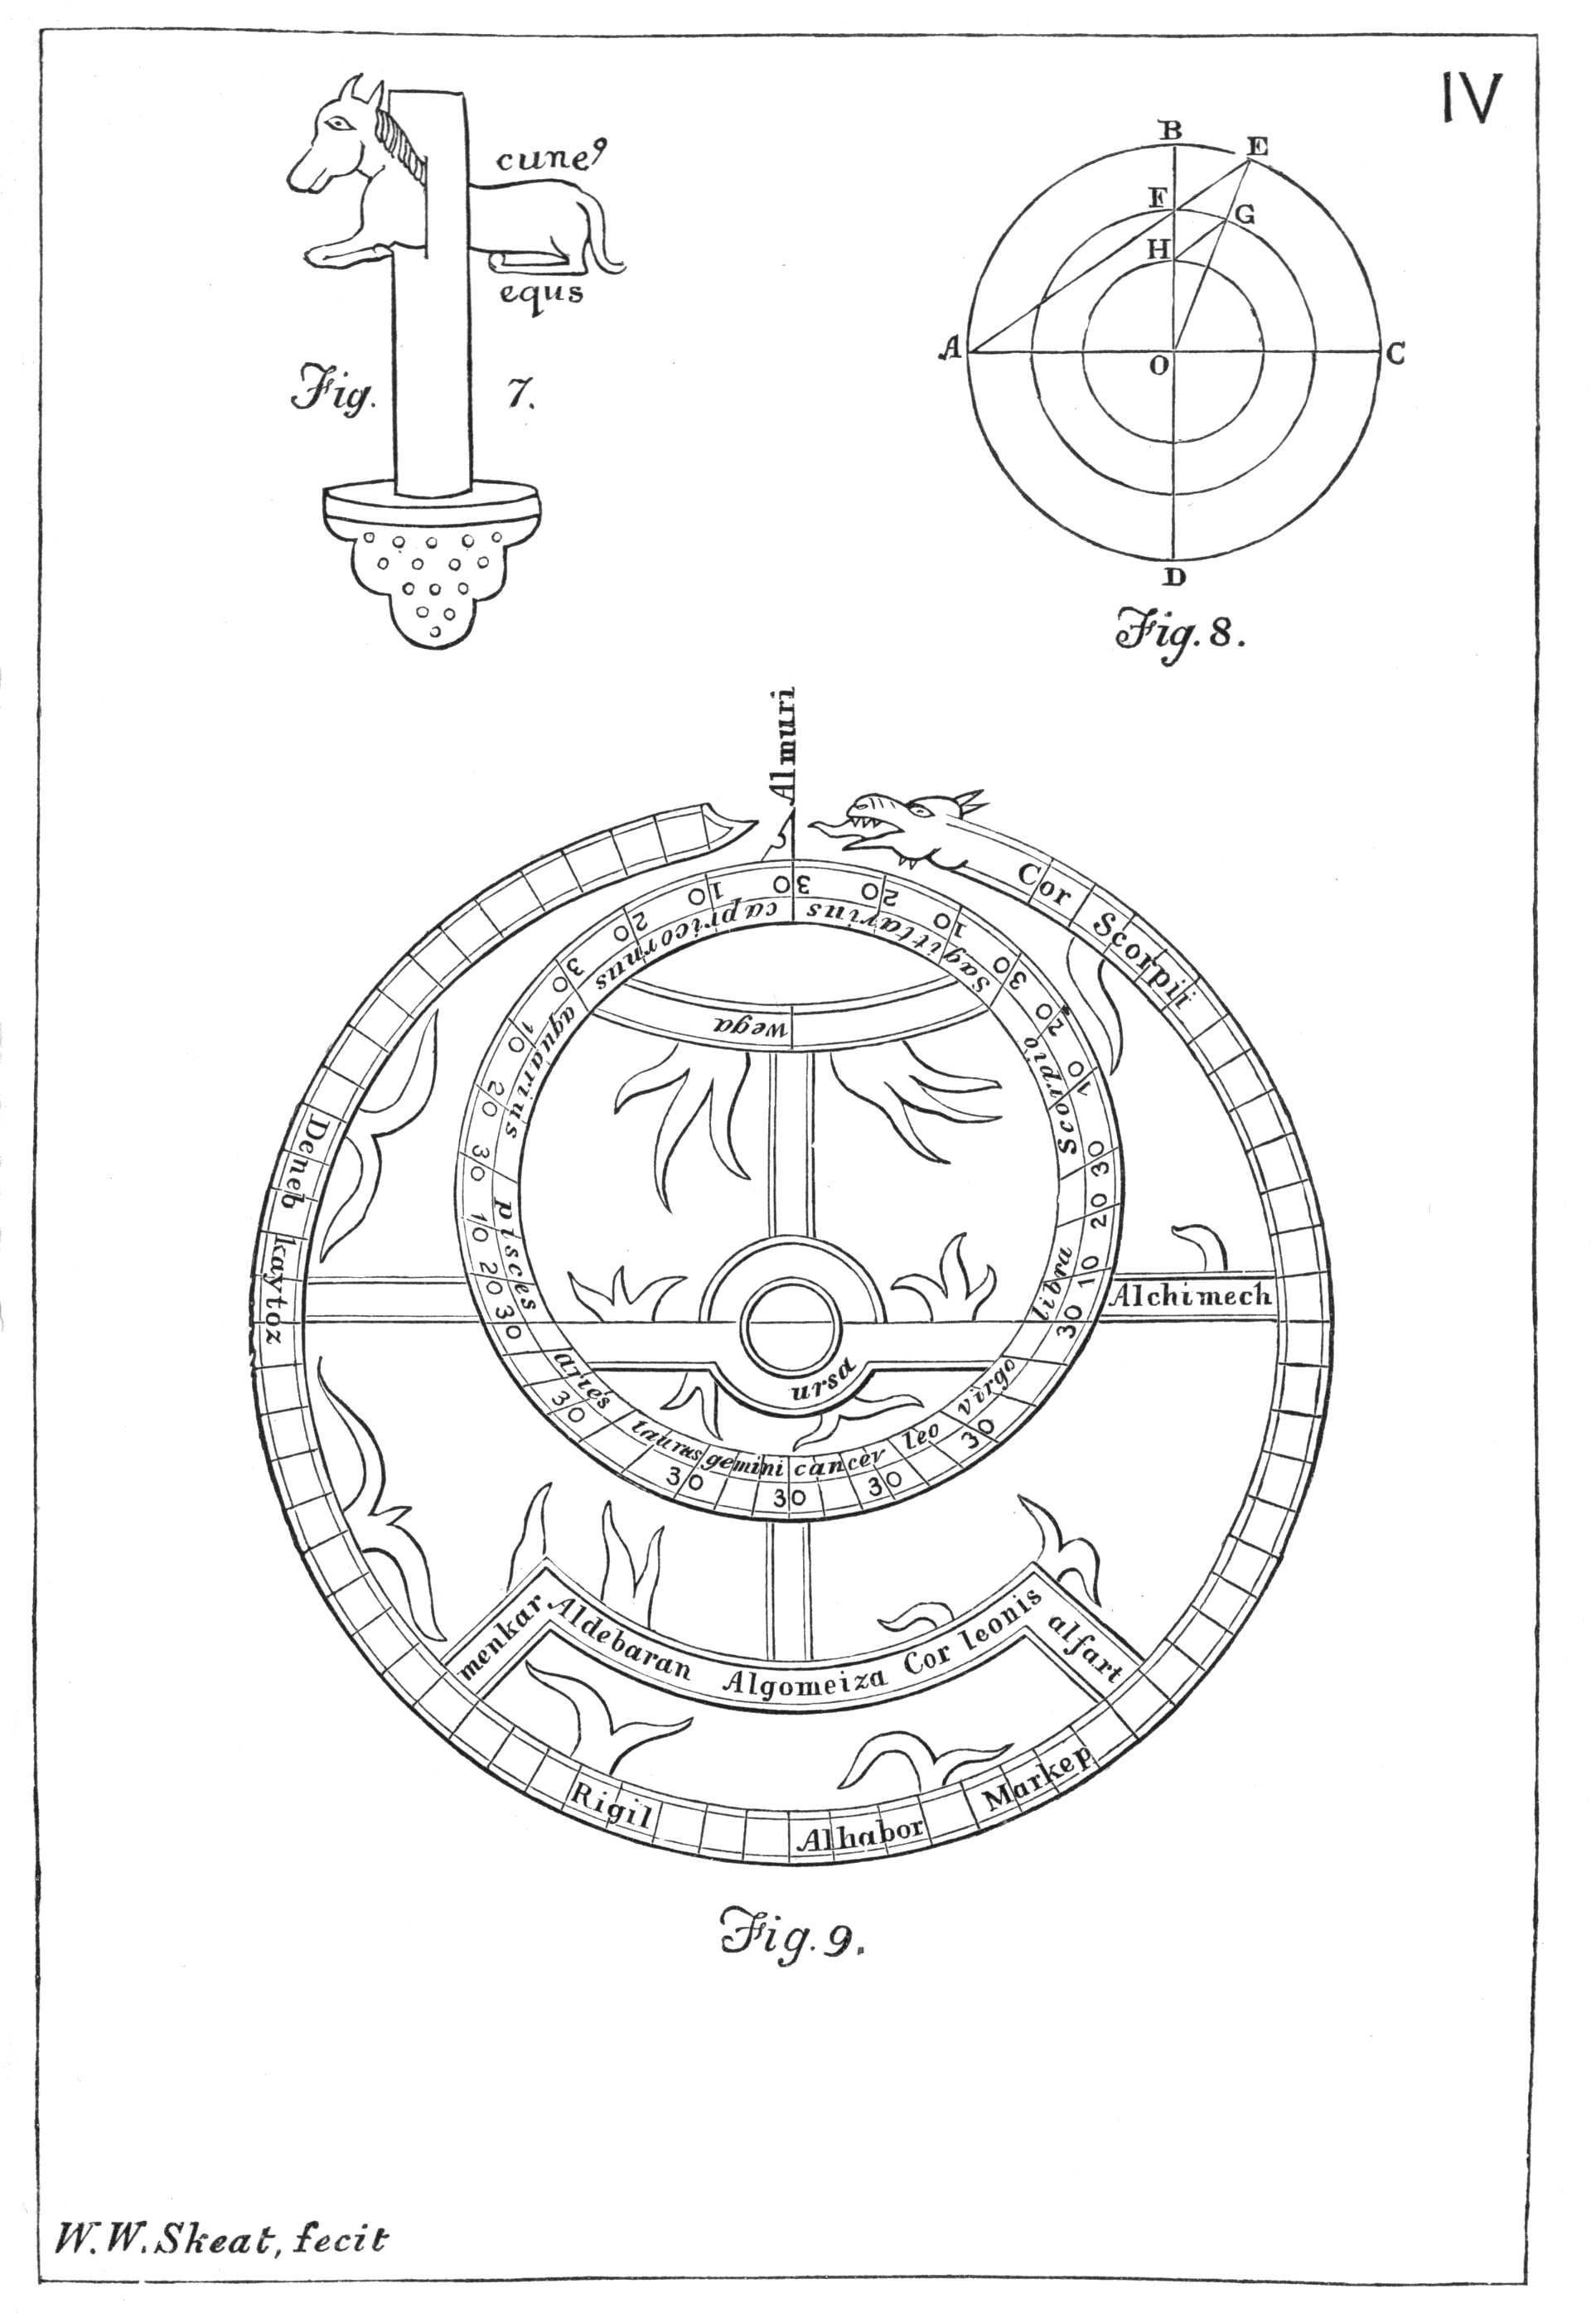 IV
cune⁹
equs
Fig. 7.
B
E
F
G
H
A
O
C
D
Fig. 8.
Almuri
Cor Scorpii
30 20 10 sagittarius
30 20 10 Scorpio
30 20 10 libra
30 virgo
30 leo
30 cancer
30 gemini
30 taurus
30 aries
30 20 10 pisces
30 20 10 aquarius
30 20 10 capricornus
wega
Deneb kaytoz
Alchimech
ursa
menkar
Aldebaran Algomeiza Cor leonis
alfart
Rigil
Alhabor
Markep
Fig. 9.
W. W. Skeat, fecit